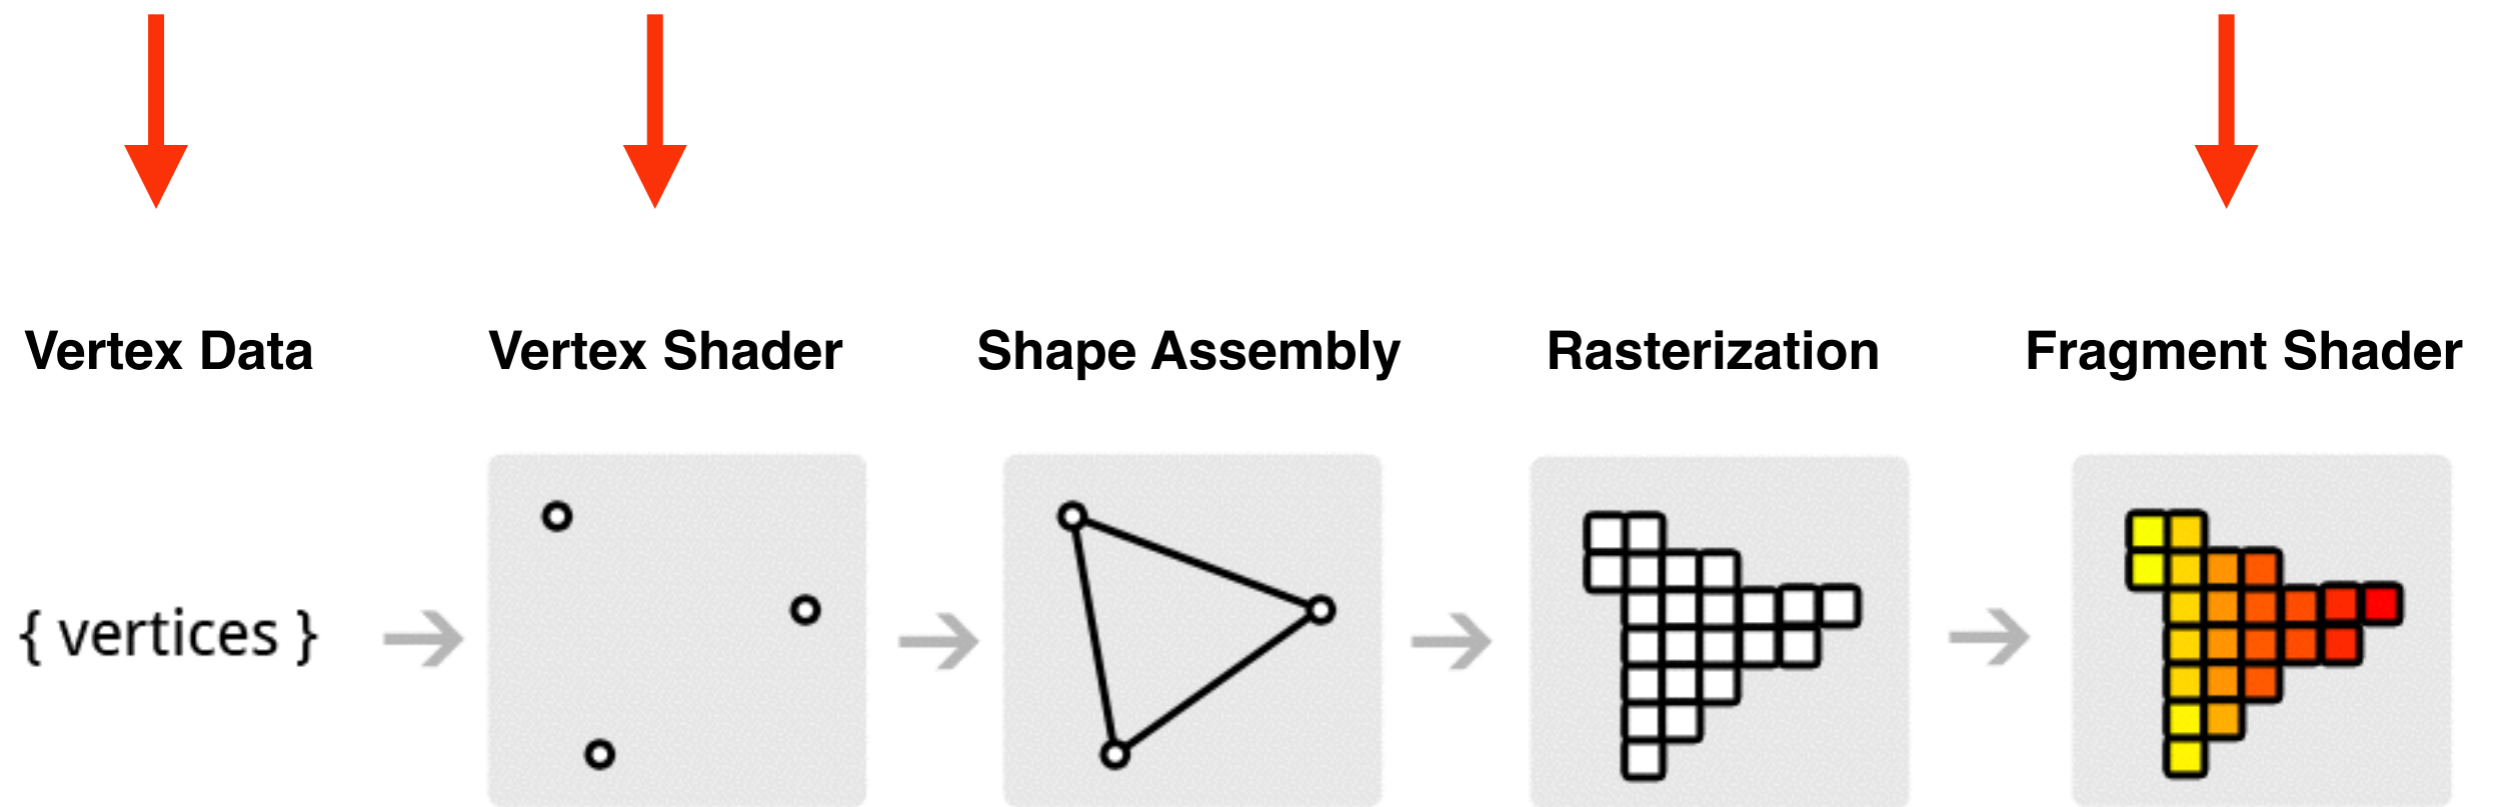 Vertex Data
Vertex Shader
Shape Assembly
Rasterization
Fragment Shader
{ vertices }